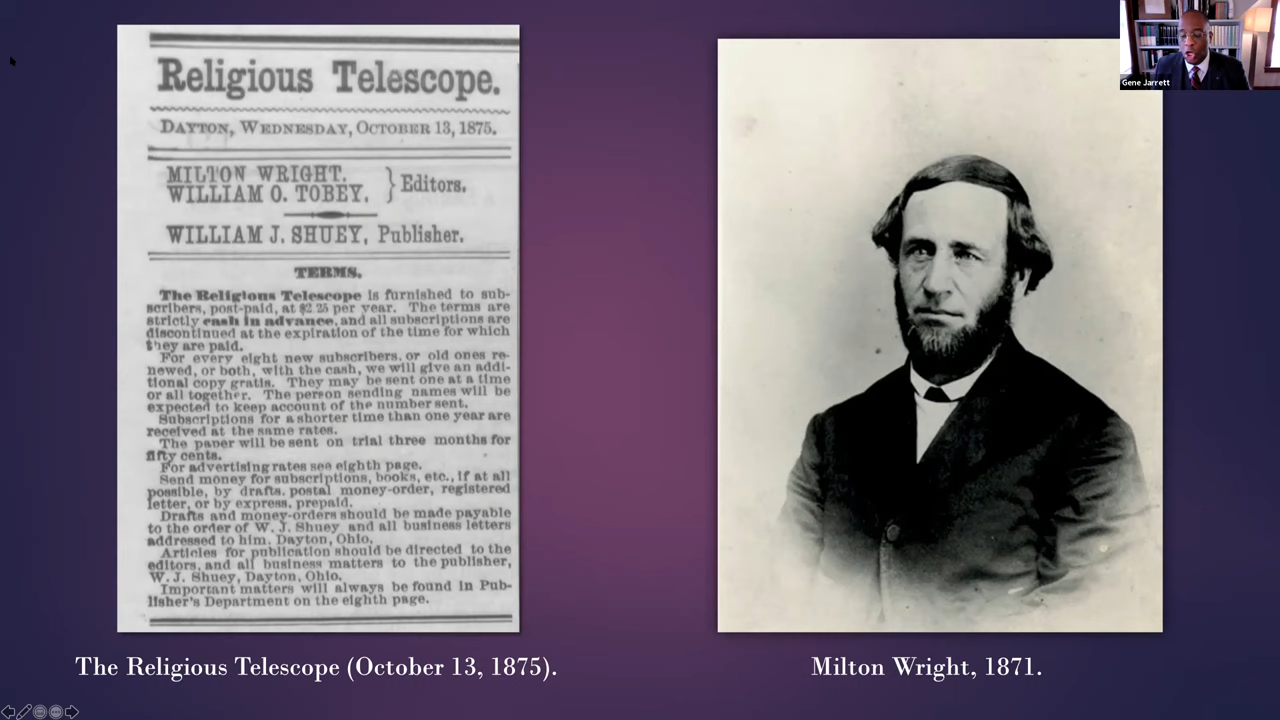 Religious Telescope.
DAYTON, WEDNESDAY, OCTOBER 13, 1875.
MILTON WRIGHT.
WILLIAM O. TOBEY,
} Editors.
WILLIAM J. SHUEY, Publisher.
TERMS.
The Religious Telescope is furnished to sub-
scribers, post-paid, at $2.25 per year. The terms are
strictly cash in advance, and all subscriptions are
discontinued at the expiration of the time for which
they are paid.
For every eight new subscribers, or old ones re-
newed, or both, with the cash, we will give an addi-
tional copy gratis. They may be sent one at a time
or all together. The person sending names will be
expected to keep account of the number sent.
Subscriptions for a shorter time than one year are
received at the same rates.
The paper will be sent on trial three months for
fifty cents.
For advertising rates see eighth page.
Send money for subscriptions, books, etc., if at all
possible, by drafts, postal money-order, registered
letter, or by express, prepaid.
Drafts and money-orders should be made payable
to the order of W. J. Shuey and all business letters
addressed to him, Dayton, Ohio.
Articles for publication should be directed to the
editors, and all business matters to the publisher,
W. J. Shuey, Dayton, Ohio.
Important matters will always be found in Pub-
lisher's Department on the eighth page.
The Religious Telescope (October 13, 1875).
Milton Wright, 1871.
Gene Jarrett